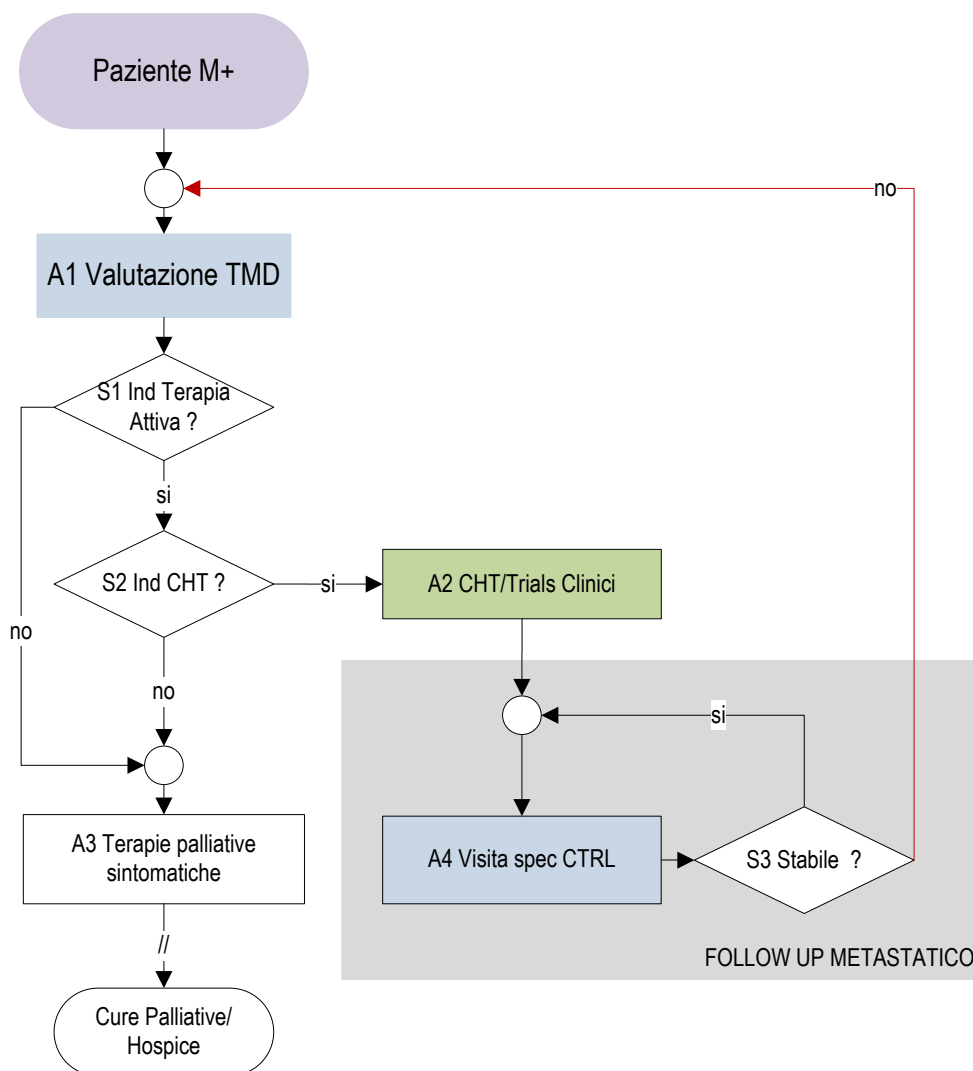 Paziente M+
no
A1 Valutazione TMD
S1 Ind Terapia
Attiva ?
si
S2 Ind CHT ?
si
A2 CHT/Trials Clinici
no
no
si
A3 Terapie palliative
sintomatiche
A4 Visita spec CTRL
S3 Stabile ?
//
FOLLOW UP METASTATICO
Cure Palliative/
Hospice